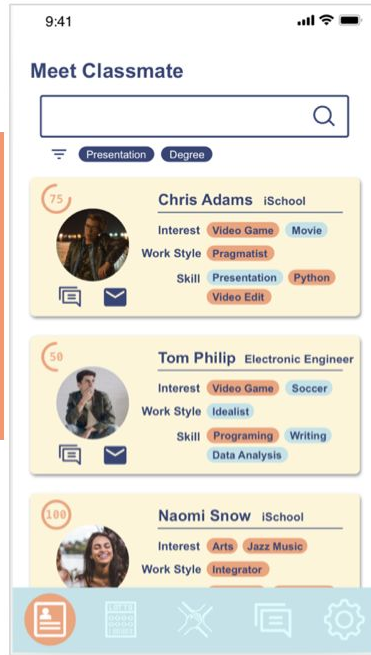 9:41
Meet Classmate
Presentation Degree
75
Chris Adams iSchool
Interest Video Game Movie
Work Style Pragmatist
Skill Presentation Python
Video Edit
50
Tom Philip Electronic Engineer
Interest Video Game Soccer
Work Style Idealist
Skill Programing Writing
Data Analysis
100
Naomi Snow iSchool
Interest Arts Jazz Music
Work Style Integrator